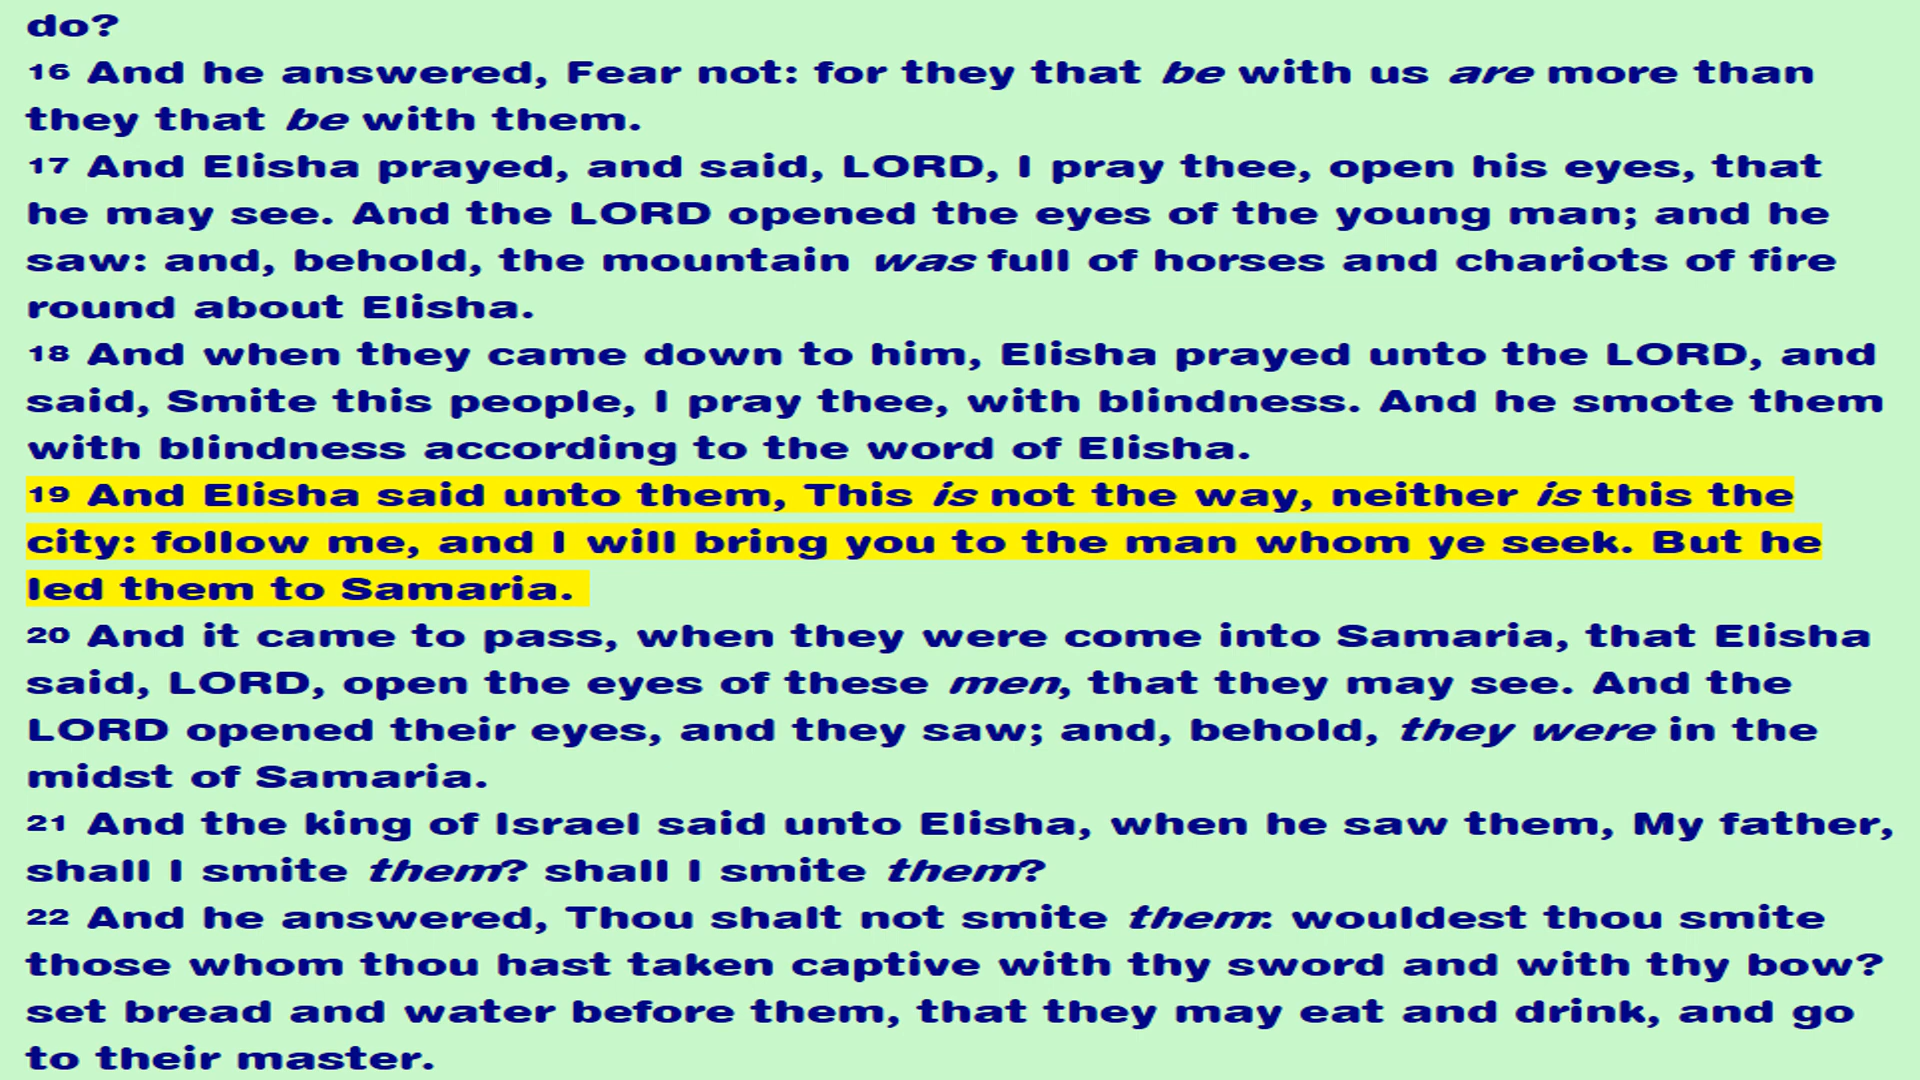 do?
16 And he answered, Fear not: for they that be with us are more than
they that be with them.
17 And Elisha prayed, and said, LORD, I pray thee, open his eyes, that
he may see. And the LORD opened the eyes of the young man; and he
saw: and, behold, the mountain was full of horses and chariots of fire
round about Elisha.
18 And when they came down to him, Elisha prayed unto the LORD, and
said, Smite this people, I pray thee, with blindness. And he smote them
with blindness according to the word of Elisha.
19 And Elisha said unto them, This is not the way, neither is this the
city: follow me, and I will bring you to the man whom ye seek. But he
led them to Samaria.
20 And it came to pass, when they were come into Samaria, that Elisha
said, LORD, open the eyes of these men, that they may see. And the
LORD opened their eyes, and they saw; and, behold, they were in the
midst of Samaria.
21 And the king of Israel said unto Elisha, when he saw them, My father,
shall I smite them? shall I smite them?
22 And he answered, Thou shalt not smite them: wouldest thou smite
those whom thou hast taken captive with thy sword and with thy bow?
set bread and water before them, that they may eat and drink, and go
to their master.